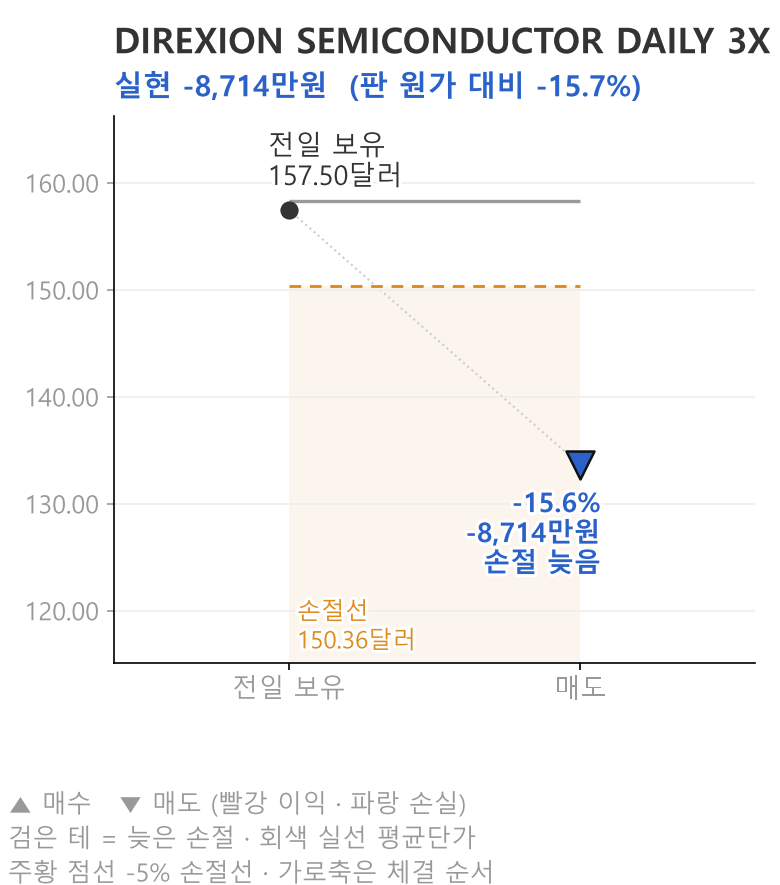 DIREXION SEMICONDUCTOR DAILY 3X
실현 -8,714만원 (판 원가 대비 -15.7%)
전일 보유
157.50달러
160.00
150.00
140.00
130.00
120.00
-15.6%
-8,714만원
손절 늦음
손절선
150.36달러
전일 보유
매도
▲ 매수 ▼ 매도 (빨강 이익 · 파랑 손실)
검은 테 = 늦은 손절 · 회색 실선 평균단가
주황 점선 -5% 손절선 · 가로축은 체결 순서